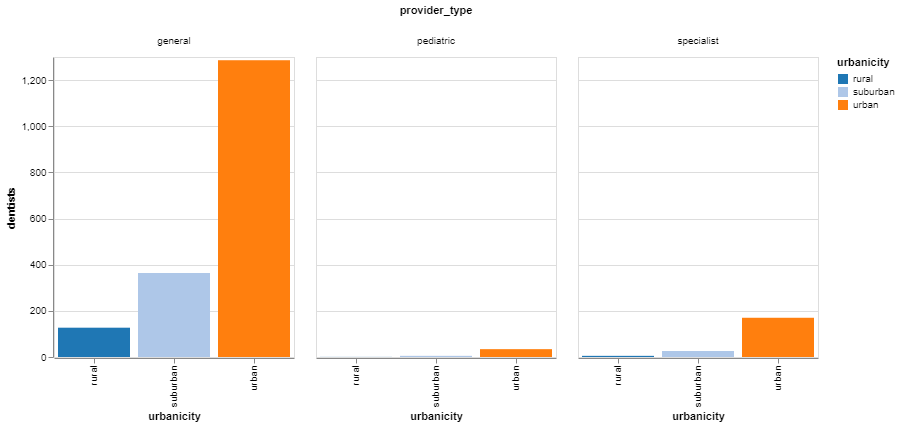 provider_type
general
pediatric
specialist
dentists
1,200
1,000
800
600
400
200
0
rural
suburban
urban
rural
suburban
urban
rural
suburban
urban
urbanicity
urbanicity
urbanicity
urbanicity
rural
suburban
urban